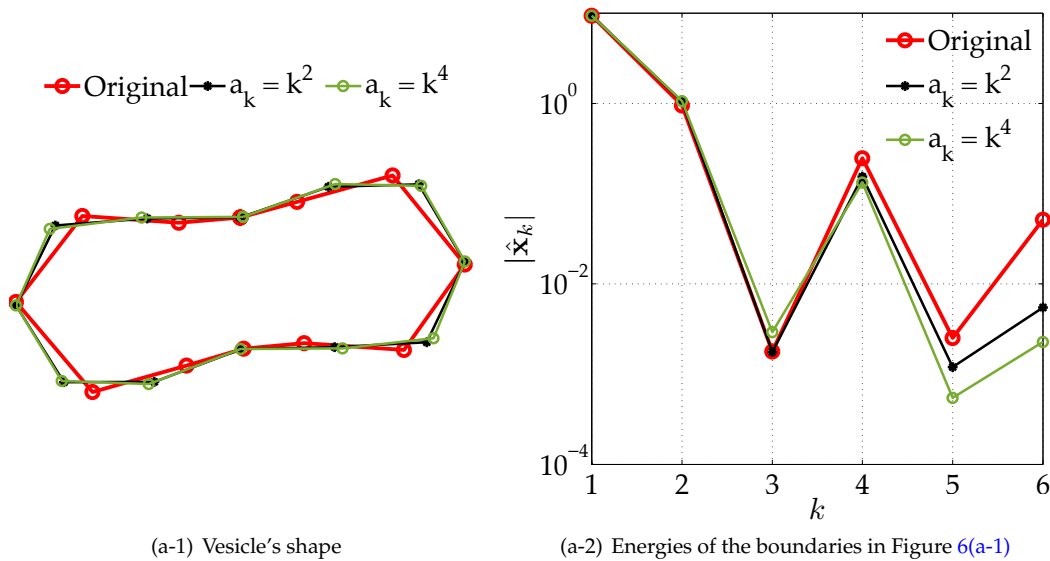 Original a_k = k^2 a_k = k^4
(a-1) Vesicle's shape
Original
a_k = k^2
a_k = k^4
|x̂_k|
10^0
10^-2
10^-4
1 2 3 4 5 6
k
(a-2) Energies of the boundaries in Figure 6(a-1)